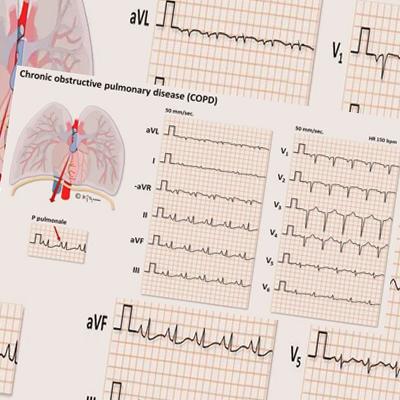 aVL
V1
Chronic obstructive pulmonary disease (COPD)
50 mm/sec.
50 mm/sec.
HR 150 bpm
aVL
I
-aVR
II
aVF
III
V1
V2
V3
V4
V5
V6
P pulmonale
aVF
V5